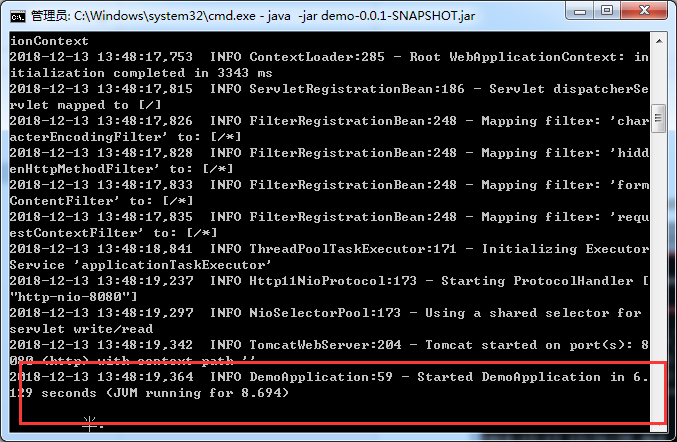 管理员: C:\Windows\system32\cmd.exe - java  -jar demo-0.0.1-SNAPSHOT.jar
ionContext
2018-12-13 13:48:17,753  INFO ContextLoader:285 - Root WebApplicationContext: in
itialization completed in 3343 ms
2018-12-13 13:48:17,815  INFO ServletRegistrationBean:186 - Servlet dispatcherSe
rvlet mapped to [/]
2018-12-13 13:48:17,826  INFO FilterRegistrationBean:248 - Mapping filter: 'char
acterEncodingFilter' to: [/*]
2018-12-13 13:48:17,828  INFO FilterRegistrationBean:248 - Mapping filter: 'hidd
enHttpMethodFilter' to: [/*]
2018-12-13 13:48:17,833  INFO FilterRegistrationBean:248 - Mapping filter: 'form
ContentFilter' to: [/*]
2018-12-13 13:48:17,835  INFO FilterRegistrationBean:248 - Mapping filter: 'requ
estContextFilter' to: [/*]
2018-12-13 13:48:18,841  INFO ThreadPoolTaskExecutor:171 - Initializing Executor
Service 'applicationTaskExecutor'
2018-12-13 13:48:19,237  INFO Http11NioProtocol:173 - Starting ProtocolHandler [
"http-nio-8080"]
2018-12-13 13:48:19,297  INFO NioSelectorPool:173 - Using a shared selector for
servlet write/read
2018-12-13 13:48:19,342  INFO TomcatWebServer:204 - Tomcat started on port(s): 8
080 (http) with context path ''
2018-12-13 13:48:19,364  INFO DemoApplication:59 - Started DemoApplication in 6.
129 seconds (JVM running for 8.694)